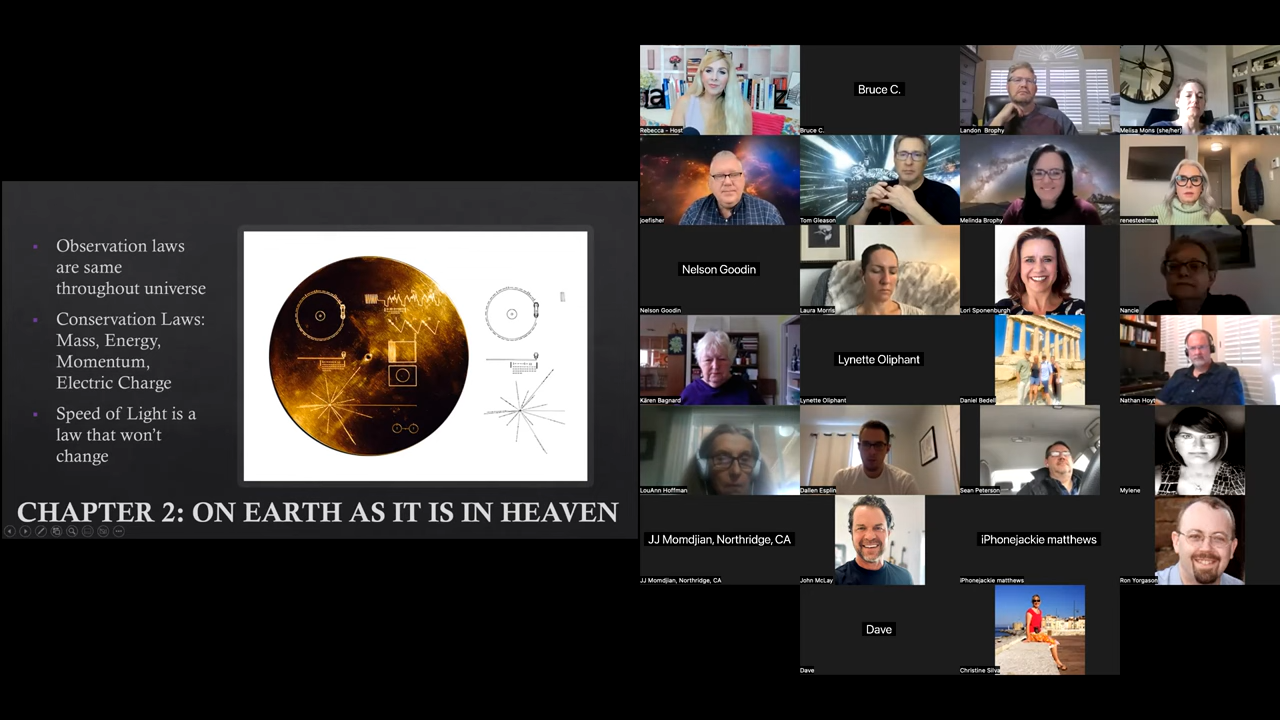 Observation laws
are same
throughout universe
Conservation Laws:
Mass, Energy,
Momentum,
Electric Charge
Speed of Light is a
law that won't
change
CHAPTER 2: ON EARTH AS IT IS IN HEAVEN
Rebecca - Host
Bruce C.
Bruce C.
Landon Brophy
Melisa Mons (she/her)
joefisher
Tom Gleason
Melinda Brophy
renesteelman
Nelson Goodin
Nelson Goodin
Laura Morris
Lori Sponenburgh
Nancie
Kären Bagnard
Lynette Oliphant
Lynette Oliphant
Daniel Bedell
Nathan Hoyt
LouAnn Hoffman
Dallen Esplin
Sean Peterson
Mylene
JJ Momdjian, Northridge, CA
JJ Momdjian, Northridge, CA
John McLay
iPhonejackie matthews
iPhonejackie matthews
Ron Yorgason
Dave
Dave
Christine Silva